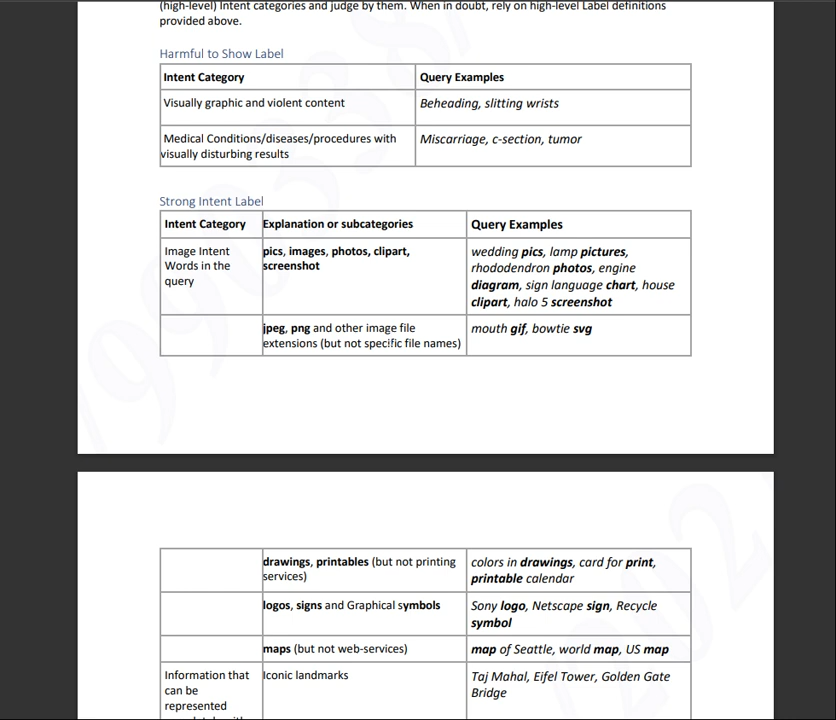 (high-level) Intent categories and judge by them. When in doubt, rely on high-level Label definitions
provided above.
Harmful to Show Label
Intent Category
Query Examples
Visually graphic and violent content
Beheading, slitting wrists
Medical Conditions/diseases/procedures with
visually disturbing results
Miscarriage, c-section, tumor
Strong Intent Label
Intent Category
Explanation or subcategories
Query Examples
Image Intent
Words in the
query
pics, images, photos, clipart,
screenshot
wedding pics, lamp pictures,
rhododendron photos, engine
diagram, sign language chart, house
clipart, halo 5 screenshot
jpeg, png and other image file
extensions (but not specific file names)
mouth gif, bowtie svg
drawings, printables (but not printing
services)
colors in drawings, card for print,
printable calendar
logos, signs and Graphical symbols
Sony logo, Netscape sign, Recycle
symbol
maps (but not web-services)
map of Seattle, world map, US map
Information that
can be
represented
Iconic landmarks
Taj Mahal, Eifel Tower, Golden Gate
Bridge